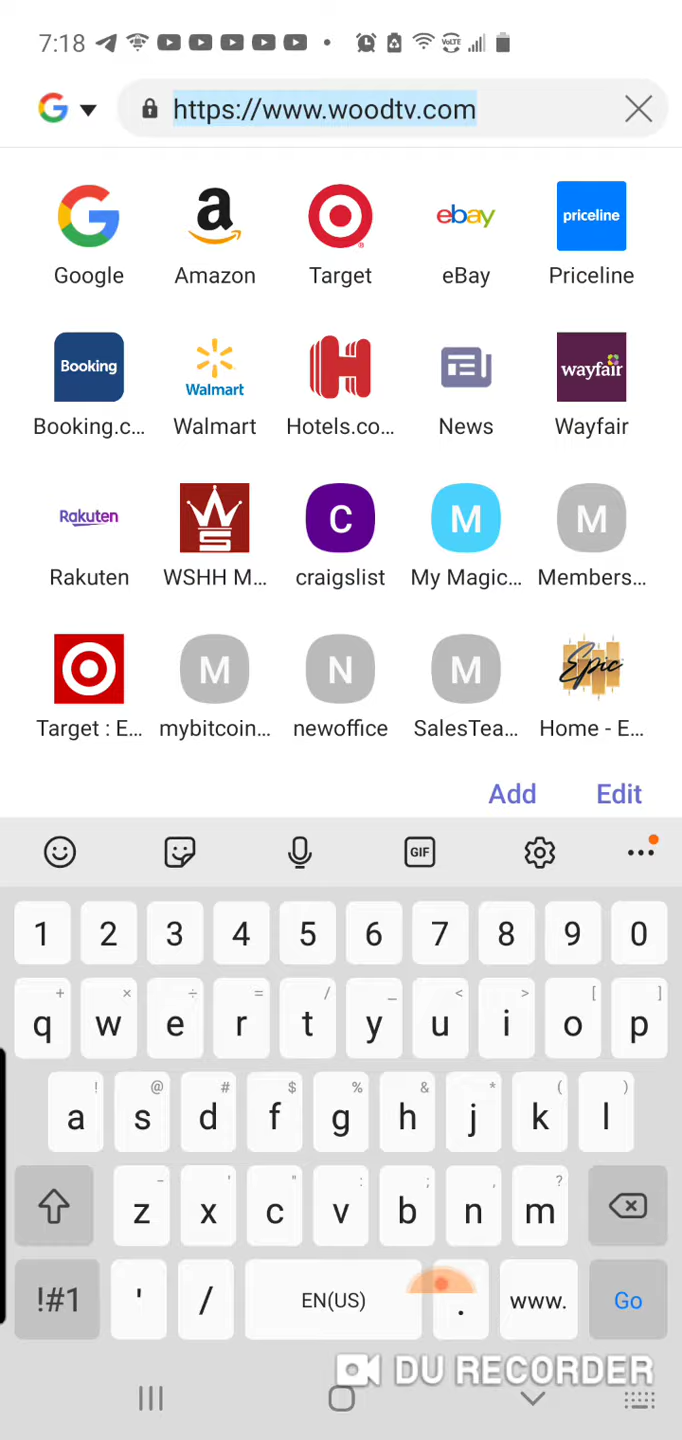 7:18 VoLTE
https://www.woodtv.com
a ebay priceline
Google Amazon Target eBay Priceline
Booking Walmart wayfair
Booking.c... Walmart Hotels.co... News Wayfair
Rakuten C M M
Rakuten WSHH M... craigslist My Magic... Members...
M N M Epic
Target : E... mybitcoin... newoffice SalesTea... Home - E...
Add Edit
GIF
1 2 3 4 5 6 7 8 9 0
+ × ÷ = / _ < > [ ]
q w e r t y u i o p
! @ # $ % & * ( )
a s d f g h j k l
- ' " : ; , ?
z x c v b n m
!#1 ' / EN(US) . www. Go
DU RECORDER